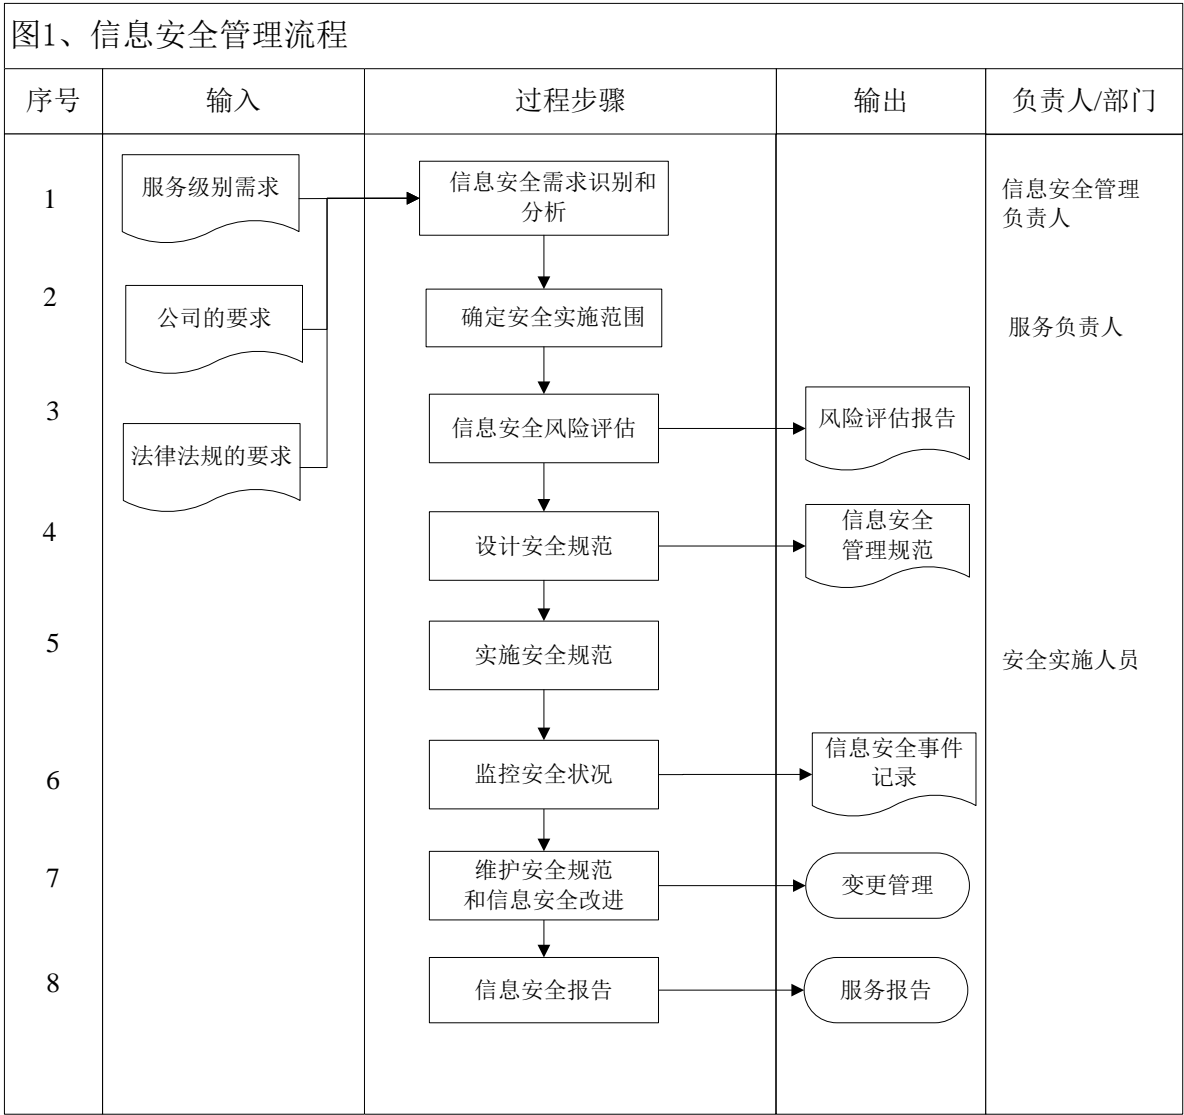 图1、信息安全管理流程
序号
输入
过程步骤
输出
负责人/部门
1
服务级别需求
信息安全需求识别和
分析
信息安全管理
负责人
2
公司的要求
确定安全实施范围
服务负责人
3
法律法规的要求
信息安全风险评估
风险评估报告
4
设计安全规范
信息安全
管理规范
5
实施安全规范
安全实施人员
6
监控安全状况
信息安全事件
记录
7
维护安全规范
和信息安全改进
变更管理
8
信息安全报告
服务报告